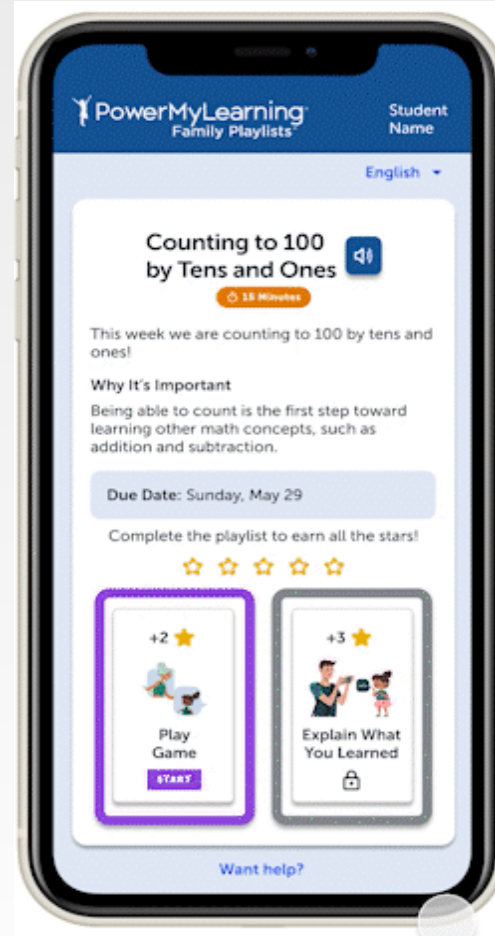 PowerMyLearning
Family Playlists
Student
Name
English
Counting to 100
by Tens and Ones
15 Minutes
This week we are counting to 100 by tens and
ones!
Why It's Important
Being able to count is the first step toward
learning other math concepts, such as
addition and subtraction.
Due Date: Sunday, May 29
Complete the playlist to earn all the stars!
+2
Play
Game
START
+3
Explain What
You Learned
Want help?